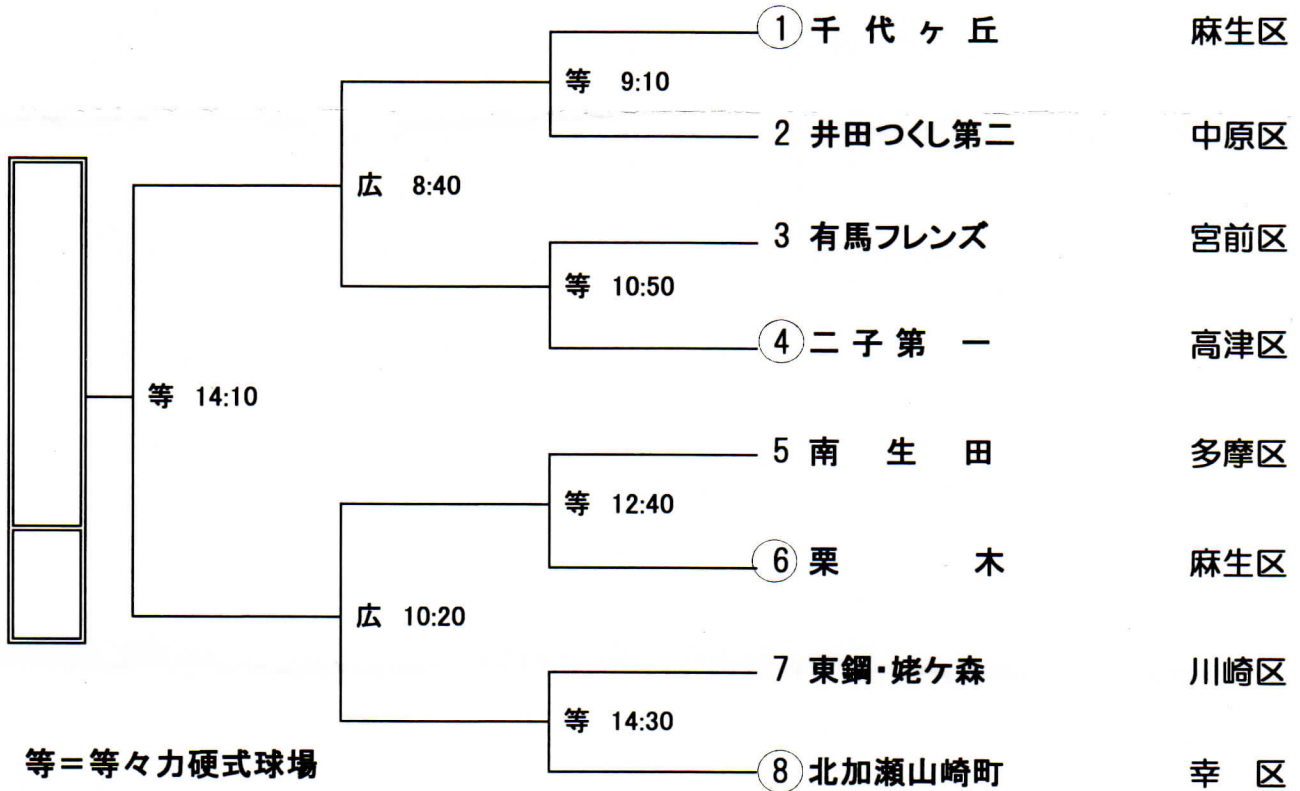 ① 千代ヶ丘 麻生区
等 9:10
2 井田つくし第二 中原区
広 8:40
3 有馬フレンズ 宮前区
等 10:50
④ 二子第一 高津区
等 14:10
5 南生田 多摩区
等 12:40
⑥ 栗木 麻生区
広 10:20
7 東鋼・姥ケ森 川崎区
等 14:30
等=等々力硬式球場
⑧ 北加瀬山崎町 幸区